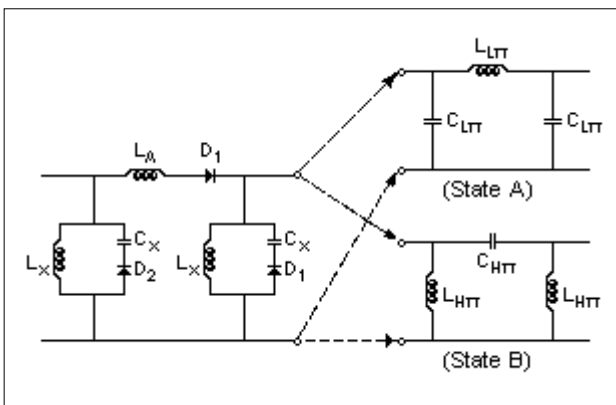 L_LTT
C_LTT
C_LTT
(State A)
L_A
D_1
C_X
D_2
L_X
C_X
D_1
L_X
C_HTT
L_HTT
L_HTT
(State B)